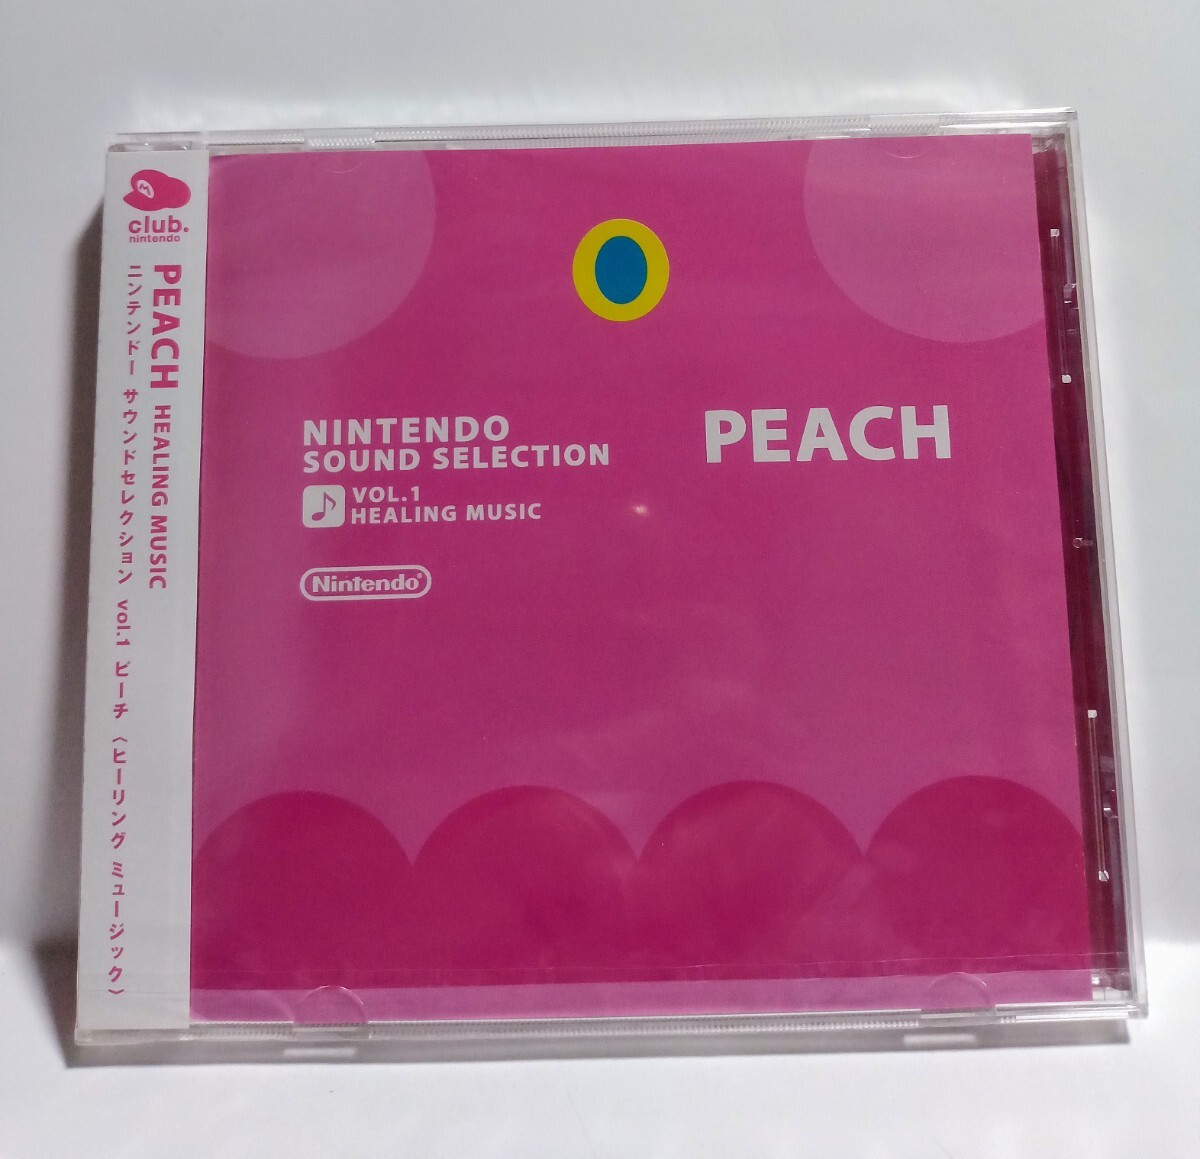 M
club.
nintendo
PEACH HEALING MUSIC
ニンテンドー サウンドセレクション vol.1 ピーチ〈ヒーリング ミュージック〉
NINTENDO
SOUND SELECTION
VOL.1
HEALING MUSIC
Nintendo®
PEACH